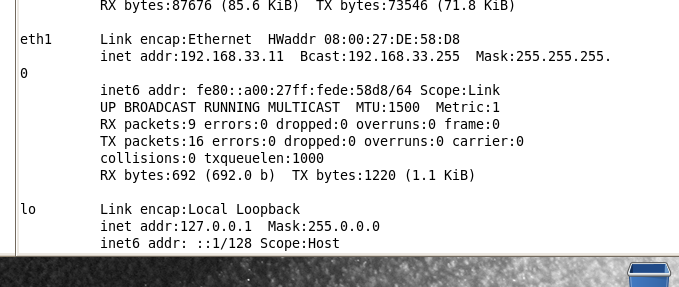 RX bytes:87676 (85.6 KiB)  TX bytes:73546 (71.8 KiB)
eth1      Link encap:Ethernet  HWaddr 08:00:27:DE:58:D8
inet addr:192.168.33.11  Bcast:192.168.33.255  Mask:255.255.255.
0
inet6 addr: fe80::a00:27ff:fede:58d8/64 Scope:Link
UP BROADCAST RUNNING MULTICAST  MTU:1500  Metric:1
RX packets:9 errors:0 dropped:0 overruns:0 frame:0
TX packets:16 errors:0 dropped:0 overruns:0 carrier:0
collisions:0 txqueuelen:1000
RX bytes:692 (692.0 b)  TX bytes:1220 (1.1 KiB)
lo        Link encap:Local Loopback
inet addr:127.0.0.1  Mask:255.0.0.0
inet6 addr: ::1/128 Scope:Host